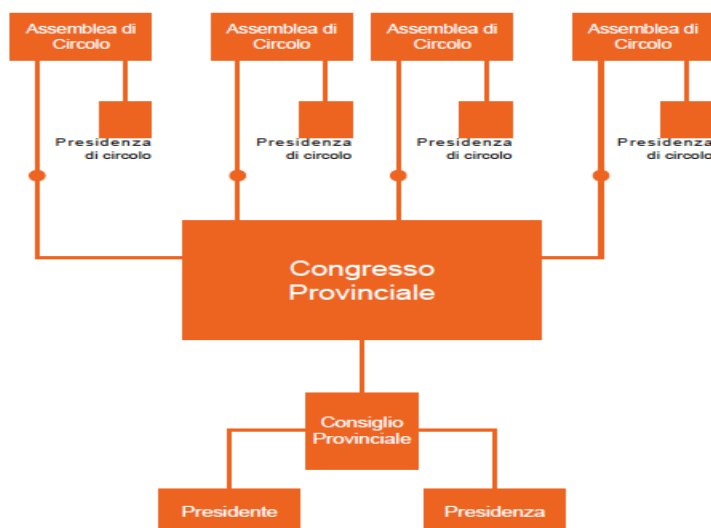 Assemblea di
Circolo
Assemblea di
Circolo
Assemblea di
Circolo
Assemblea di
Circolo
Presidenza
di circolo
Presidenza
di circolo
Presidenza
di circolo
Presidenza
di circolo
Congresso
Provinciale
Consiglio
Provinciale
Presidente
Presidenza